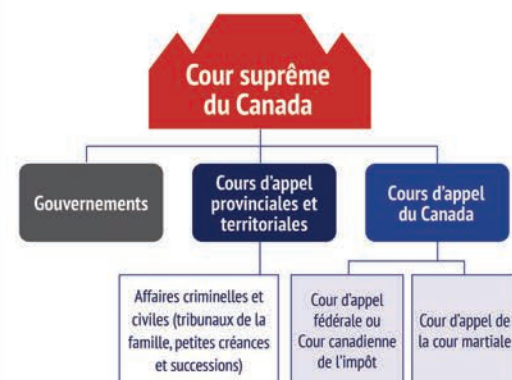 Cour suprême
du Canada
Gouvernements
Cours d'appel
provinciales et
territoriales
Cours d'appel
du Canada
Affaires criminelles et
civiles (tribunaux de la
famille, petites créances
et successions)
Cour d'appel
fédérale ou
Cour canadienne
de l'impôt
Cour d'appel de
la cour martiale